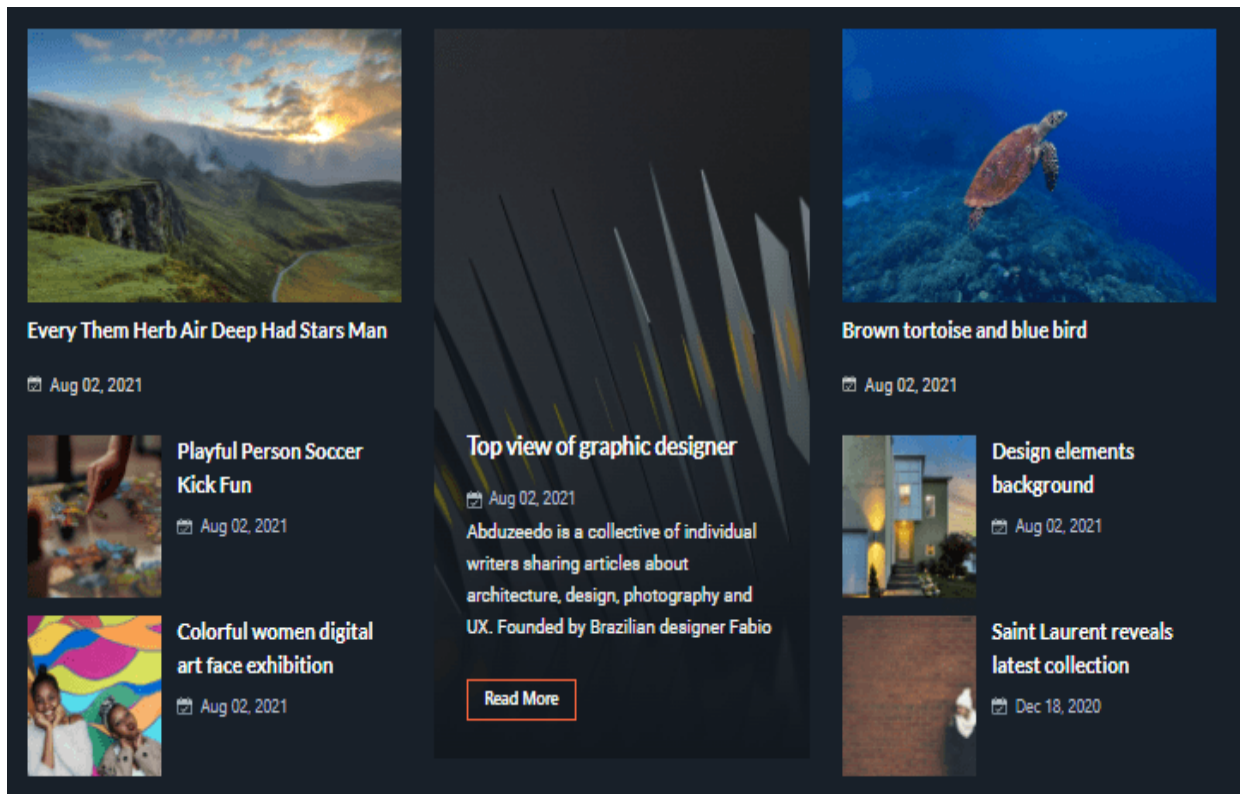 Every Them Herb Air Deep Had Stars Man
Aug 02, 2021
Playful Person Soccer
Kick Fun
Aug 02, 2021
Colorful women digital
art face exhibition
Aug 02, 2021
Top view of graphic designer
Aug 02, 2021
Abduzeedo is a collective of individual
writers sharing articles about
architecture, design, photography and
UX. Founded by Brazilian designer Fabio
Read More
Brown tortoise and blue bird
Aug 02, 2021
Design elements
background
Aug 02, 2021
Saint Laurent reveals
latest collection
Dec 18, 2020